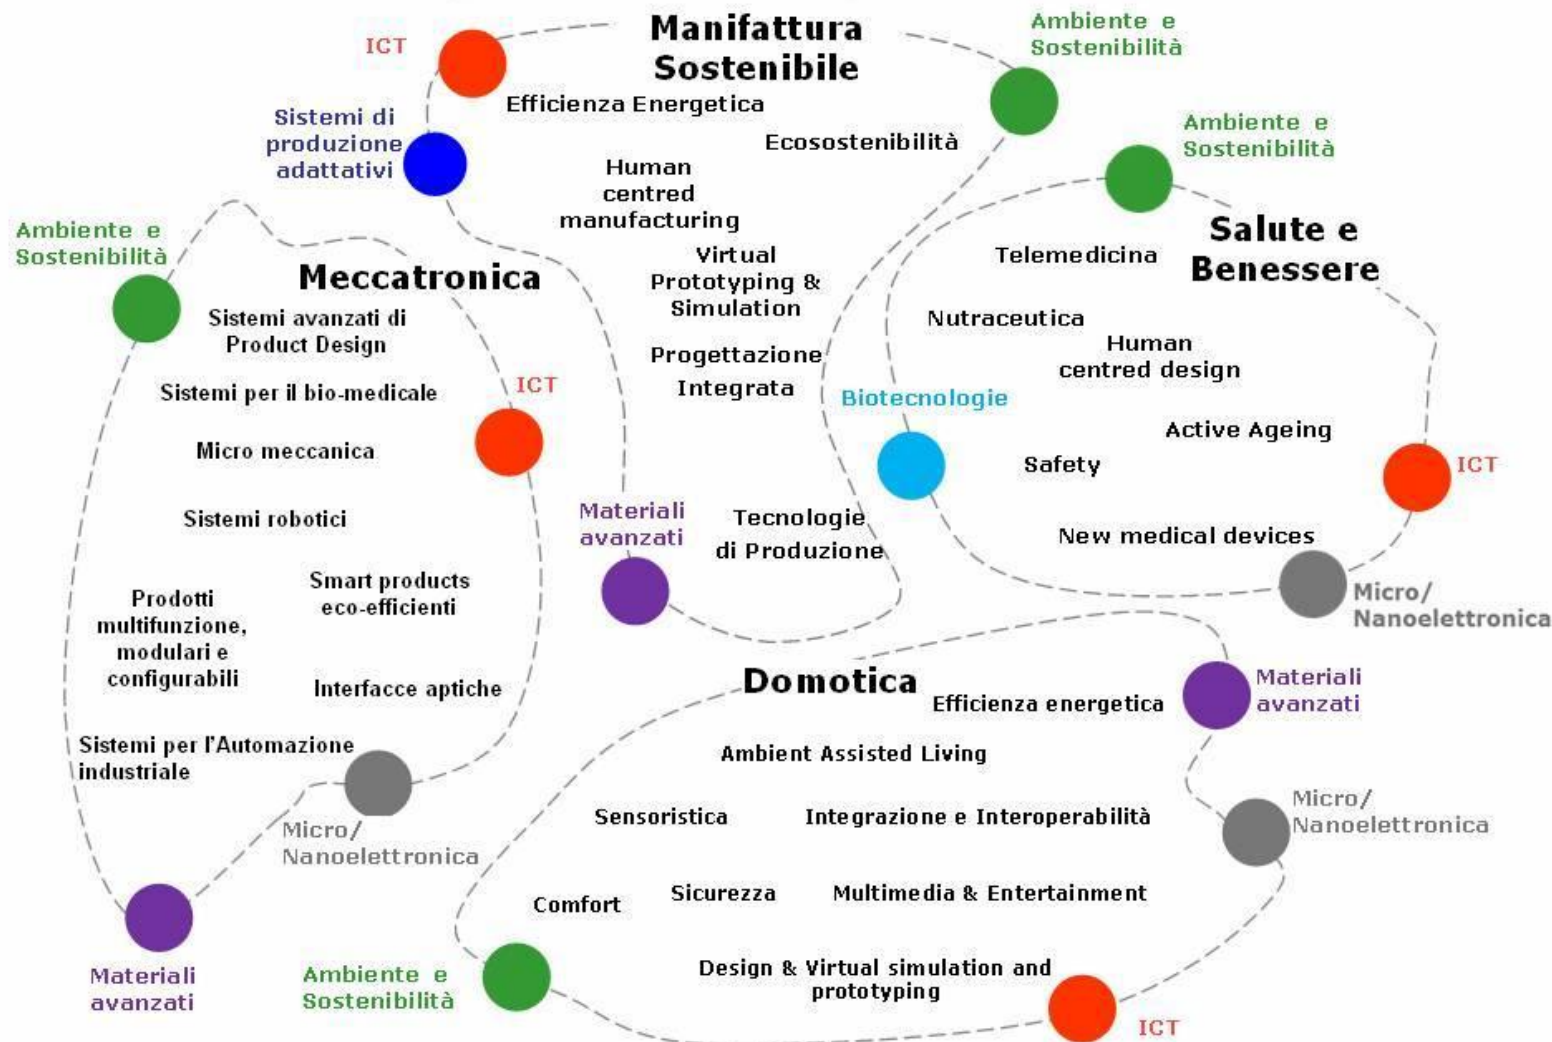 Manifattura
Sostenibile
ICT
Ambiente e
Sostenibilità
Efficienza Energetica
Sistemi di
produzione
adattativi
Ecosostenibilità
Human
centred
manufacturing
Virtual
Prototyping &
Simulation
Progettazione
Integrata
Materiali
avanzati
Tecnologie
di Produzione
Ambiente e
Sostenibilità
Salute e
Benessere
Telemedicina
Nutraceutica
Human
centred design
Biotecnologie
Active Ageing
Safety
ICT
New medical devices
Micro/
Nanoelettronica
Ambiente e
Sostenibilità
Meccatronica
Sistemi avanzati di
Product Design
Sistemi per il bio-medicale
ICT
Micro meccanica
Sistemi robotici
Smart products
eco-efficienti
Prodotti
multifunzione,
modulari e
configurabili
Interfacce aptiche
Sistemi per l'Automazione
industriale
Micro/
Nanoelettronica
Materiali
avanzati
Domotica
Efficienza energetica
Materiali
avanzati
Ambient Assisted Living
Sensoristica
Integrazione e Interoperabilità
Micro/
Nanoelettronica
Comfort
Sicurezza
Multimedia & Entertainment
Ambiente e
Sostenibilità
Design & Virtual simulation and
prototyping
ICT